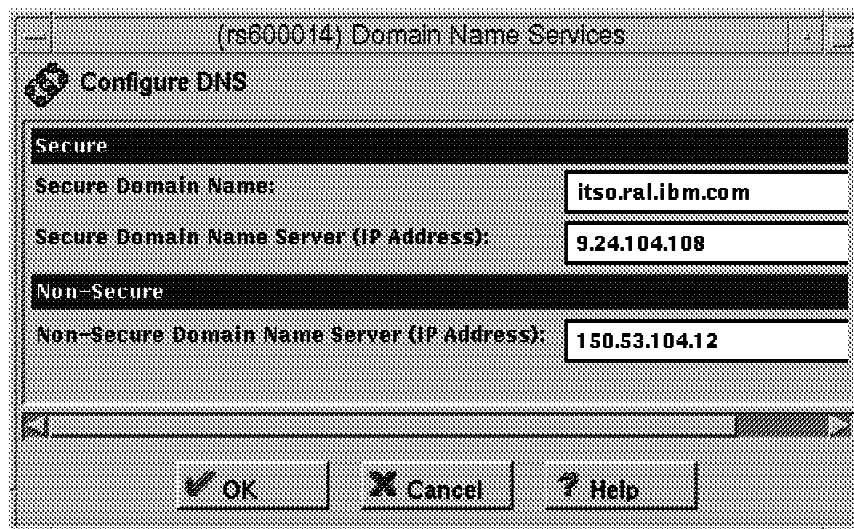 (rs600014) Domain Name Services
Configure DNS
Secure
Secure Domain Name: itso.ral.ibm.com
Secure Domain Name Server (IP Address): 9.24.104.108
Non-Secure
Non-Secure Domain Name Server (IP Address): 150.53.104.12
OK Cancel ? Help